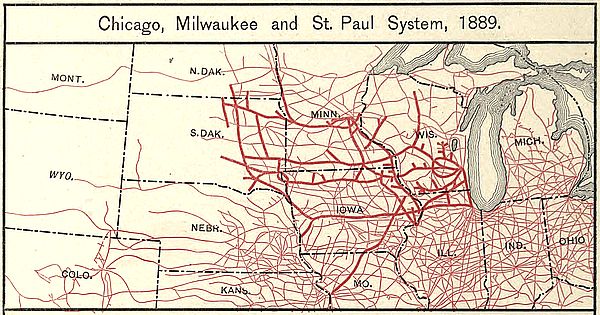 Chicago, Milwaukee and St. Paul System, 1889.
MONT.
N.DAK.
MINN.
S.DAK.
WIS.
MICH.
WYO.
IOWA
NEBR.
ILL.
IND.
OHIO
COLO.
KANS.
MO.